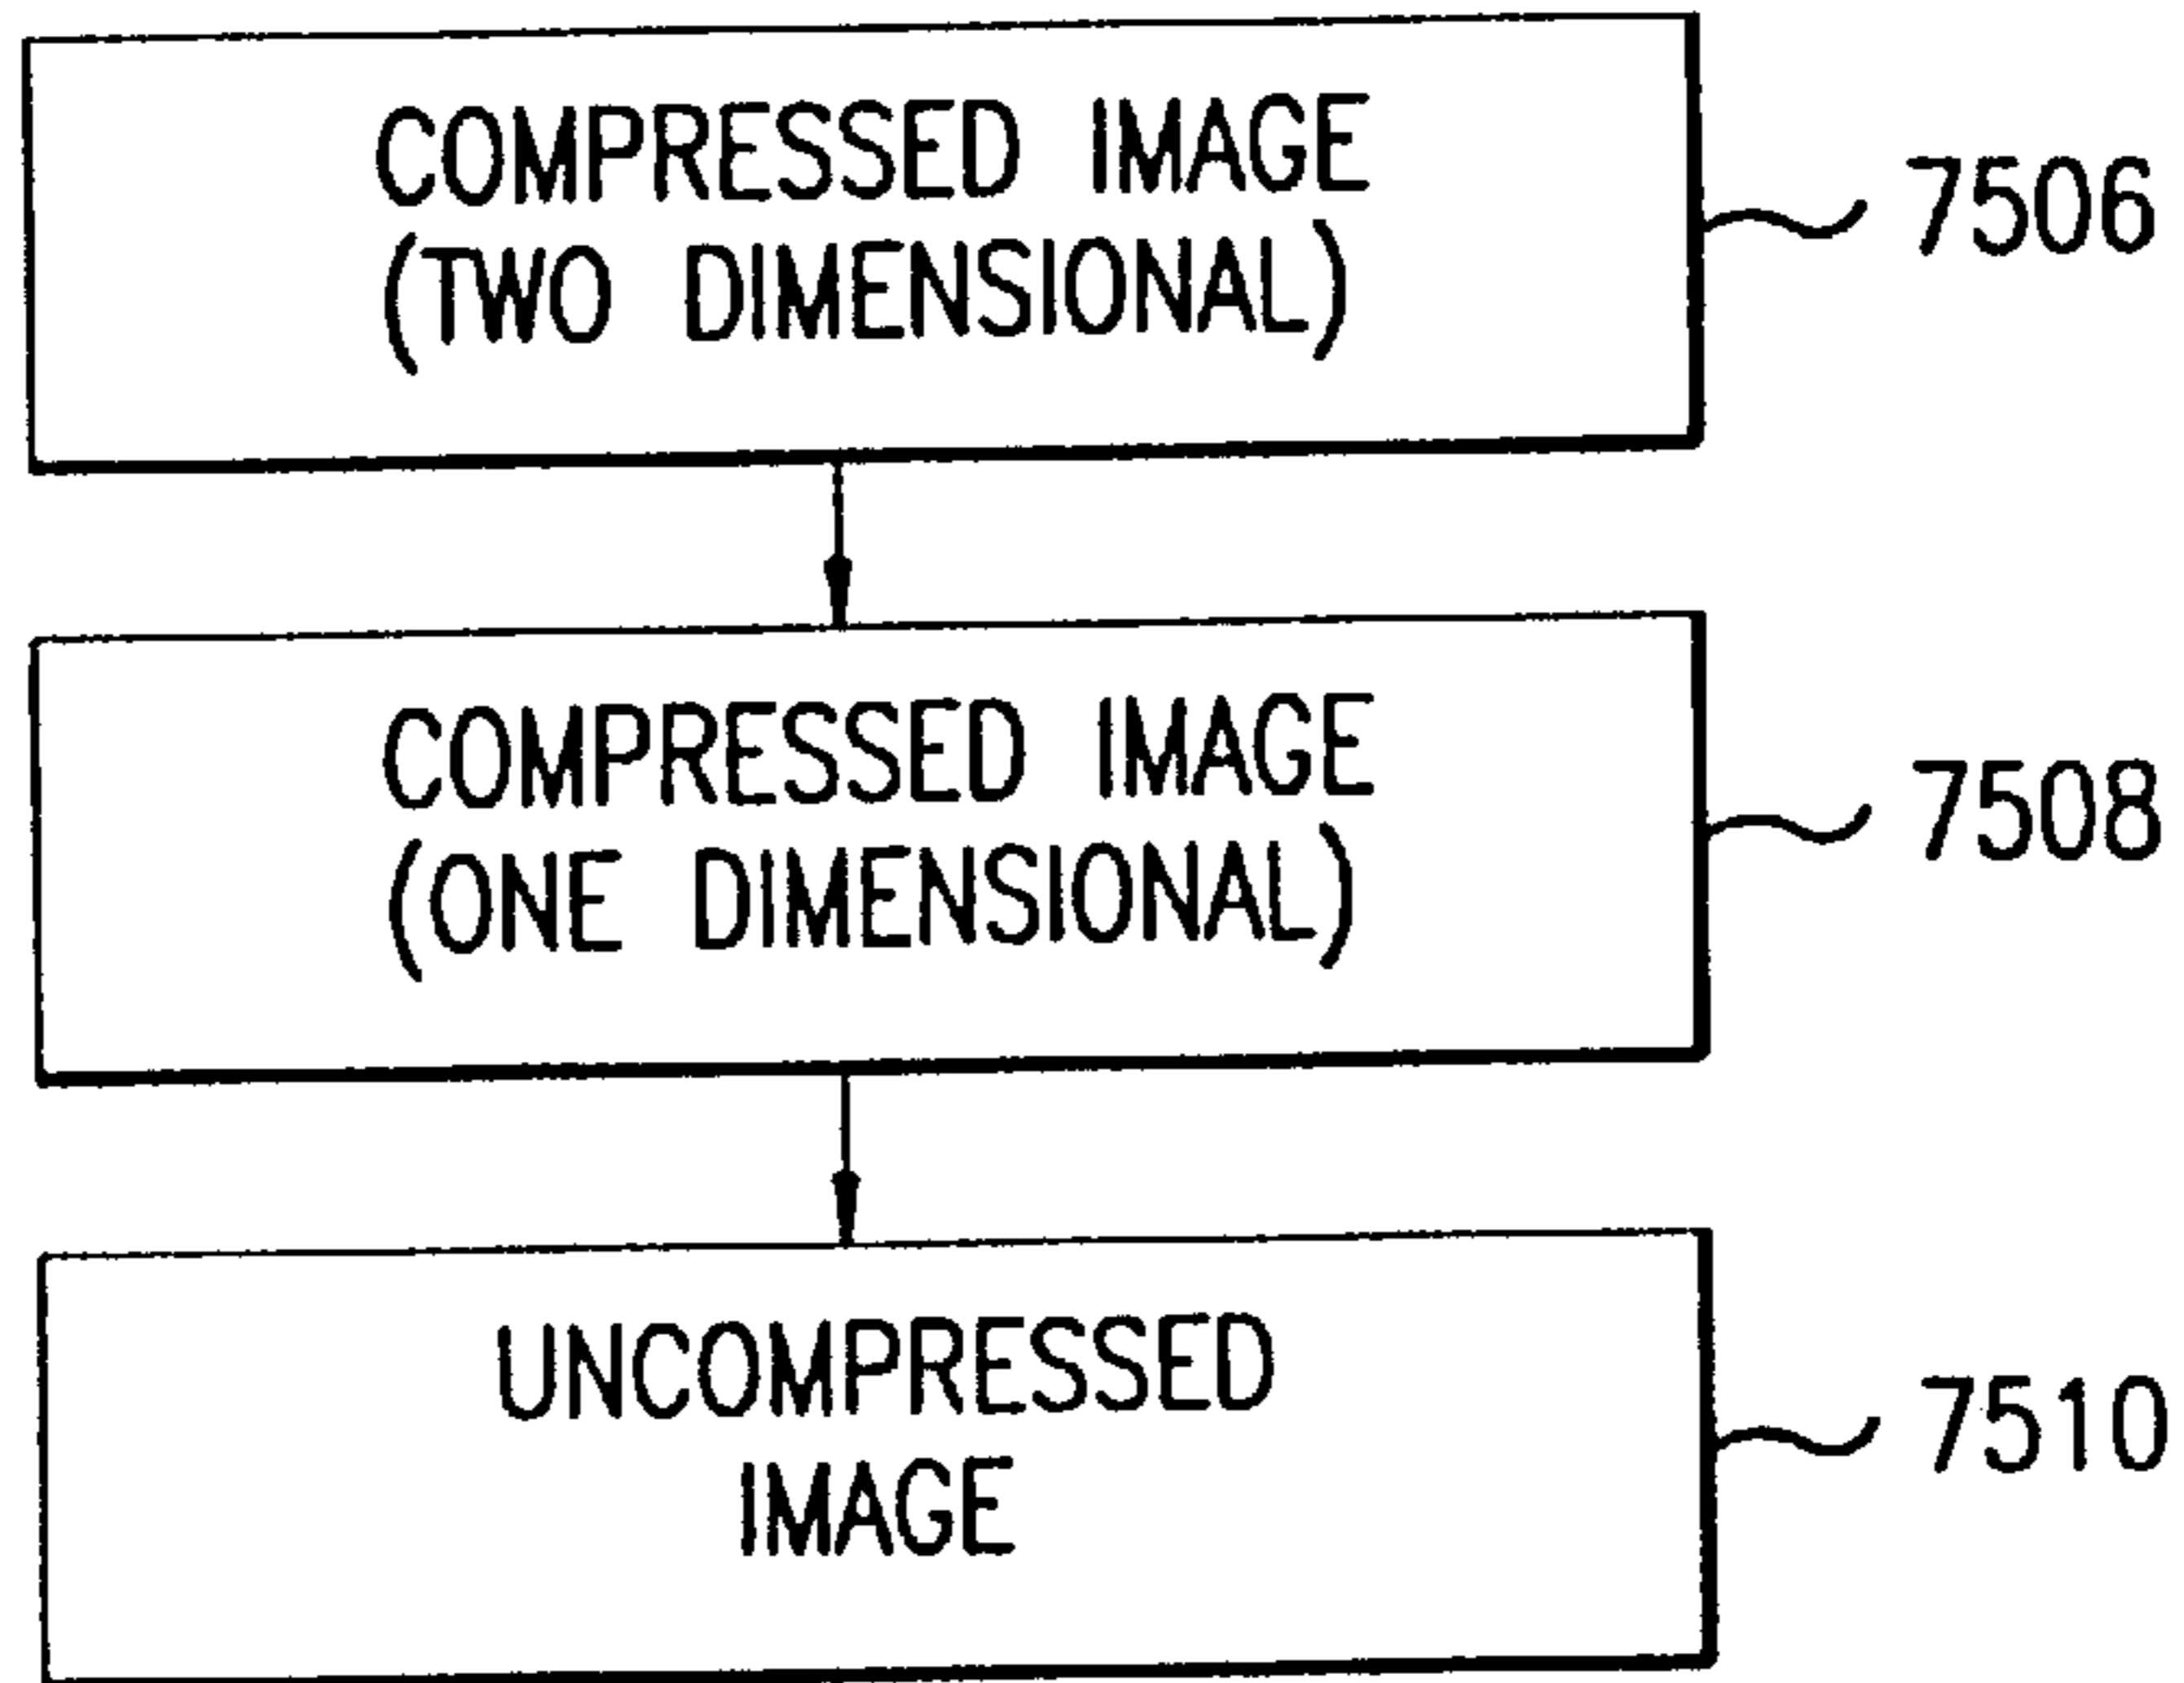 COMPRESSED IMAGE
(TWO DIMENSIONAL)
7506
COMPRESSED IMAGE
(ONE DIMENSIONAL)
7508
UNCOMPRESSED
IMAGE
7510